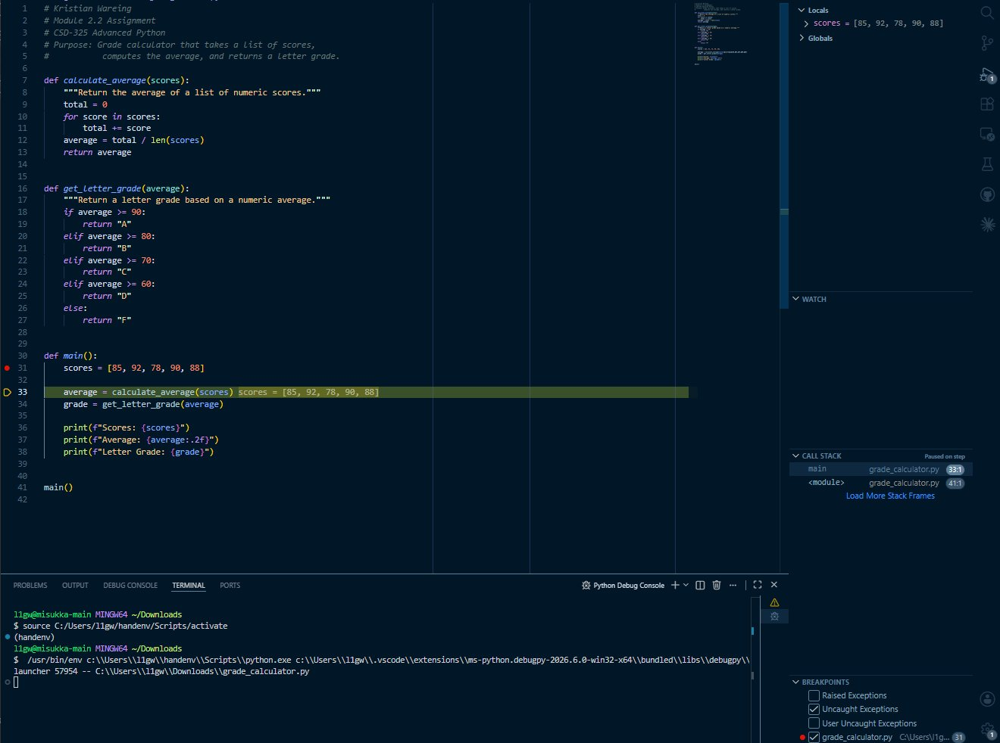 1 # Kristian Wareing
2 # Module 2.2 Assignment
3 # CSD-325 Advanced Python
4 # Purpose: Grade calculator that takes a list of scores,
5 #           computes the average, and returns a letter grade.
6
7 def calculate_average(scores):
8     """Return the average of a list of numeric scores."""
9     total = 0
10     for score in scores:
11         total += score
12     average = total / len(scores)
13     return average
14
15
16 def get_letter_grade(average):
17     """Return a letter grade based on a numeric average."""
18     if average >= 90:
19         return "A"
20     elif average >= 80:
21         return "B"
22     elif average >= 70:
23         return "C"
24     elif average >= 60:
25         return "D"
26     else:
27         return "F"
28
29
30 def main():
31     scores = [85, 92, 78, 90, 88]
32
33     average = calculate_average(scores) scores = [85, 92, 78, 90, 88]
34     grade = get_letter_grade(average)
35
36     print(f"Scores: {scores}")
37     print(f"Average: {average:.2f}")
38     print(f"Letter Grade: {grade}")
39
40
41 main()
42
Locals
scores = [85, 92, 78, 90, 88]
Globals
WATCH
CALL STACK Paused on step
main grade_calculator.py 33:1
<module> grade_calculator.py 41:1
Load More Stack Frames
BREAKPOINTS
Raised Exceptions
Uncaught Exceptions
User Uncaught Exceptions
grade_calculator.py C:\Users\l1g... 31
1
1
PROBLEMS OUTPUT DEBUG CONSOLE TERMINAL PORTS Python Debug Console
l1gw@misukka-main MINGW64 ~/Downloads
$ source C:/Users/l1gw/handenv/Scripts/activate
(handenv)
l1gw@misukka-main MINGW64 ~/Downloads
$  /usr/bin/env c:\\Users\\l1gw\\handenv\\Scripts\\python.exe c:\\Users\\l1gw\\.vscode\\extensions\\ms-python.debugpy-2026.6.0-win32-x64\\bundled\\libs\\debugpy\\
launcher 57954 -- C:\\Users\\l1gw\\Downloads\\grade_calculator.py